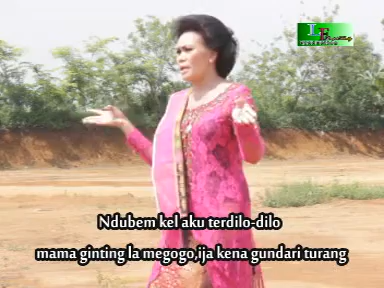 Ndubem kel aku terdilo-dilo
mama ginting la megogo,ija kena gundari turang